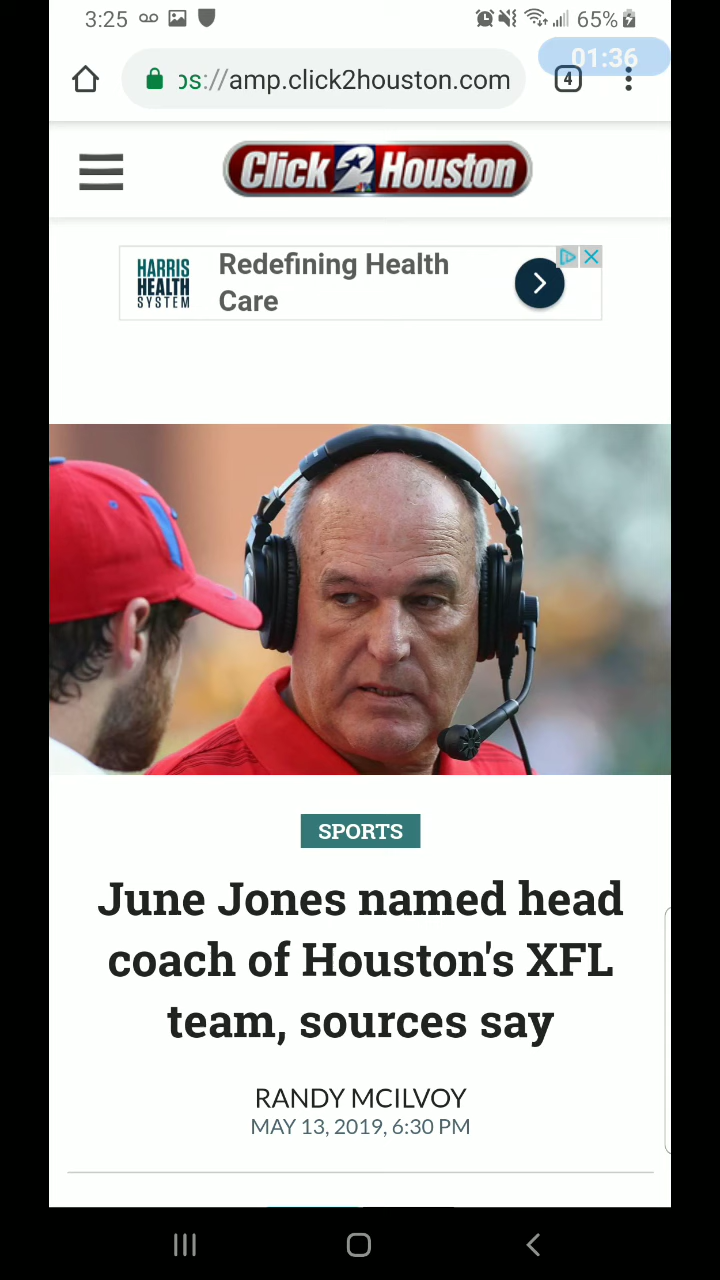 3:25
65%
01:36
ps://amp.click2houston.com
4
Click 2 Houston
HARRIS
HEALTH
SYSTEM
Redefining Health
Care
SPORTS
June Jones named head
coach of Houston's XFL
team, sources say
RANDY MCILVOY
MAY 13, 2019, 6:30 PM